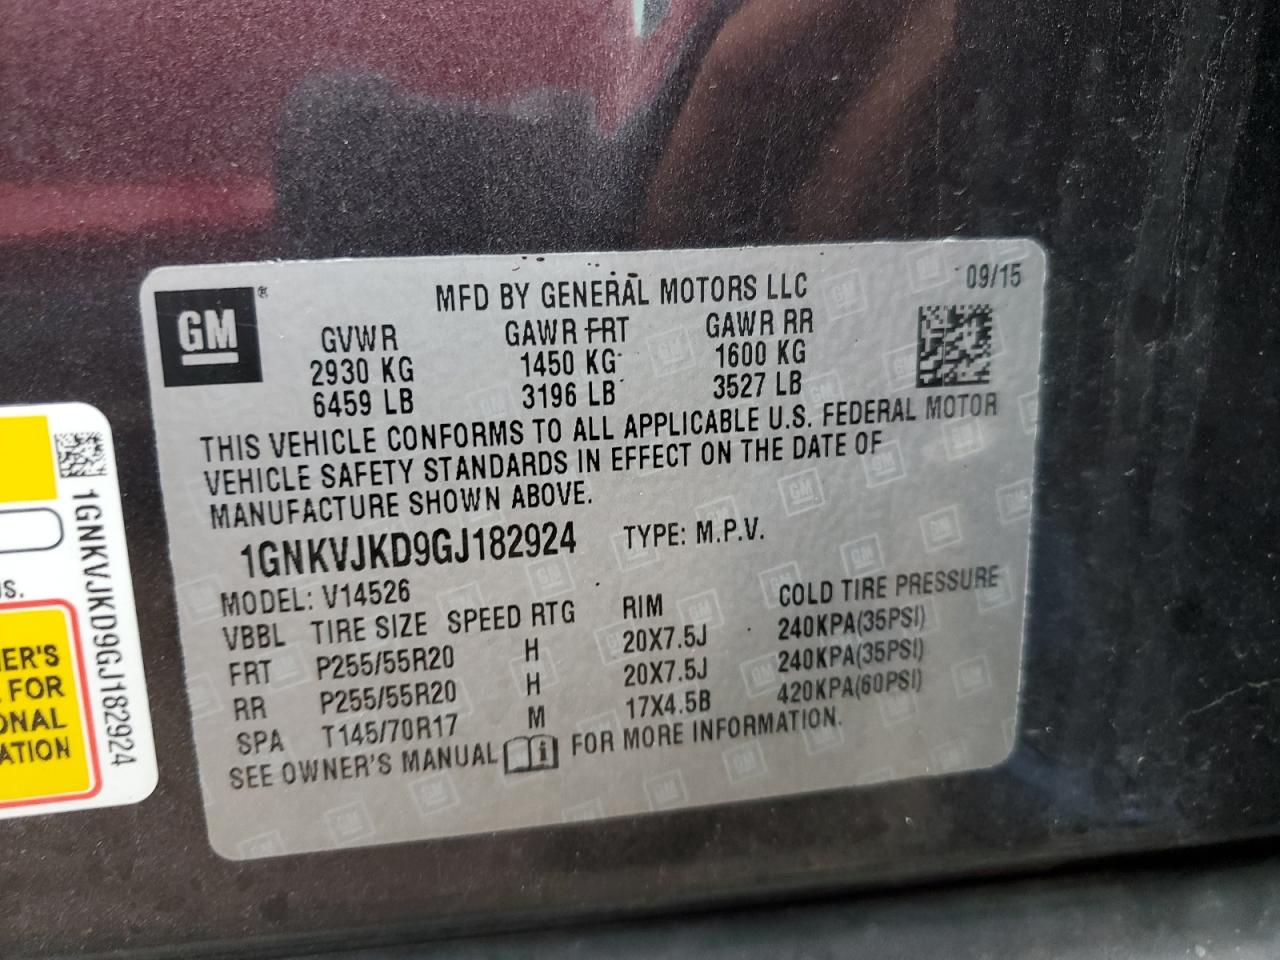 GM®
MFD BY GENERAL MOTORS LLC
09/15
GVWR GAWR FRT GAWR RR
2930 KG 1450 KG 1600 KG
6459 LB 3196 LB 3527 LB
THIS VEHICLE CONFORMS TO ALL APPLICABLE U.S. FEDERAL MOTOR
VEHICLE SAFETY STANDARDS IN EFFECT ON THE DATE OF
MANUFACTURE SHOWN ABOVE.
1GNKVJKD9GJ182924 TYPE: M.P.V.
MODEL: V14526
VBBL TIRE SIZE SPEED RTG RIM COLD TIRE PRESSURE
FRT P255/55R20 H 20X7.5J 240KPA(35PSI)
RR P255/55R20 H 20X7.5J 240KPA(35PSI)
SPA T145/70R17 M 17X4.5B 420KPA(60PSI)
SEE OWNER'S MANUAL i FOR MORE INFORMATION.
1GNKVJKD9GJ182924
S.
ER'S
FOR
ONAL
ATION